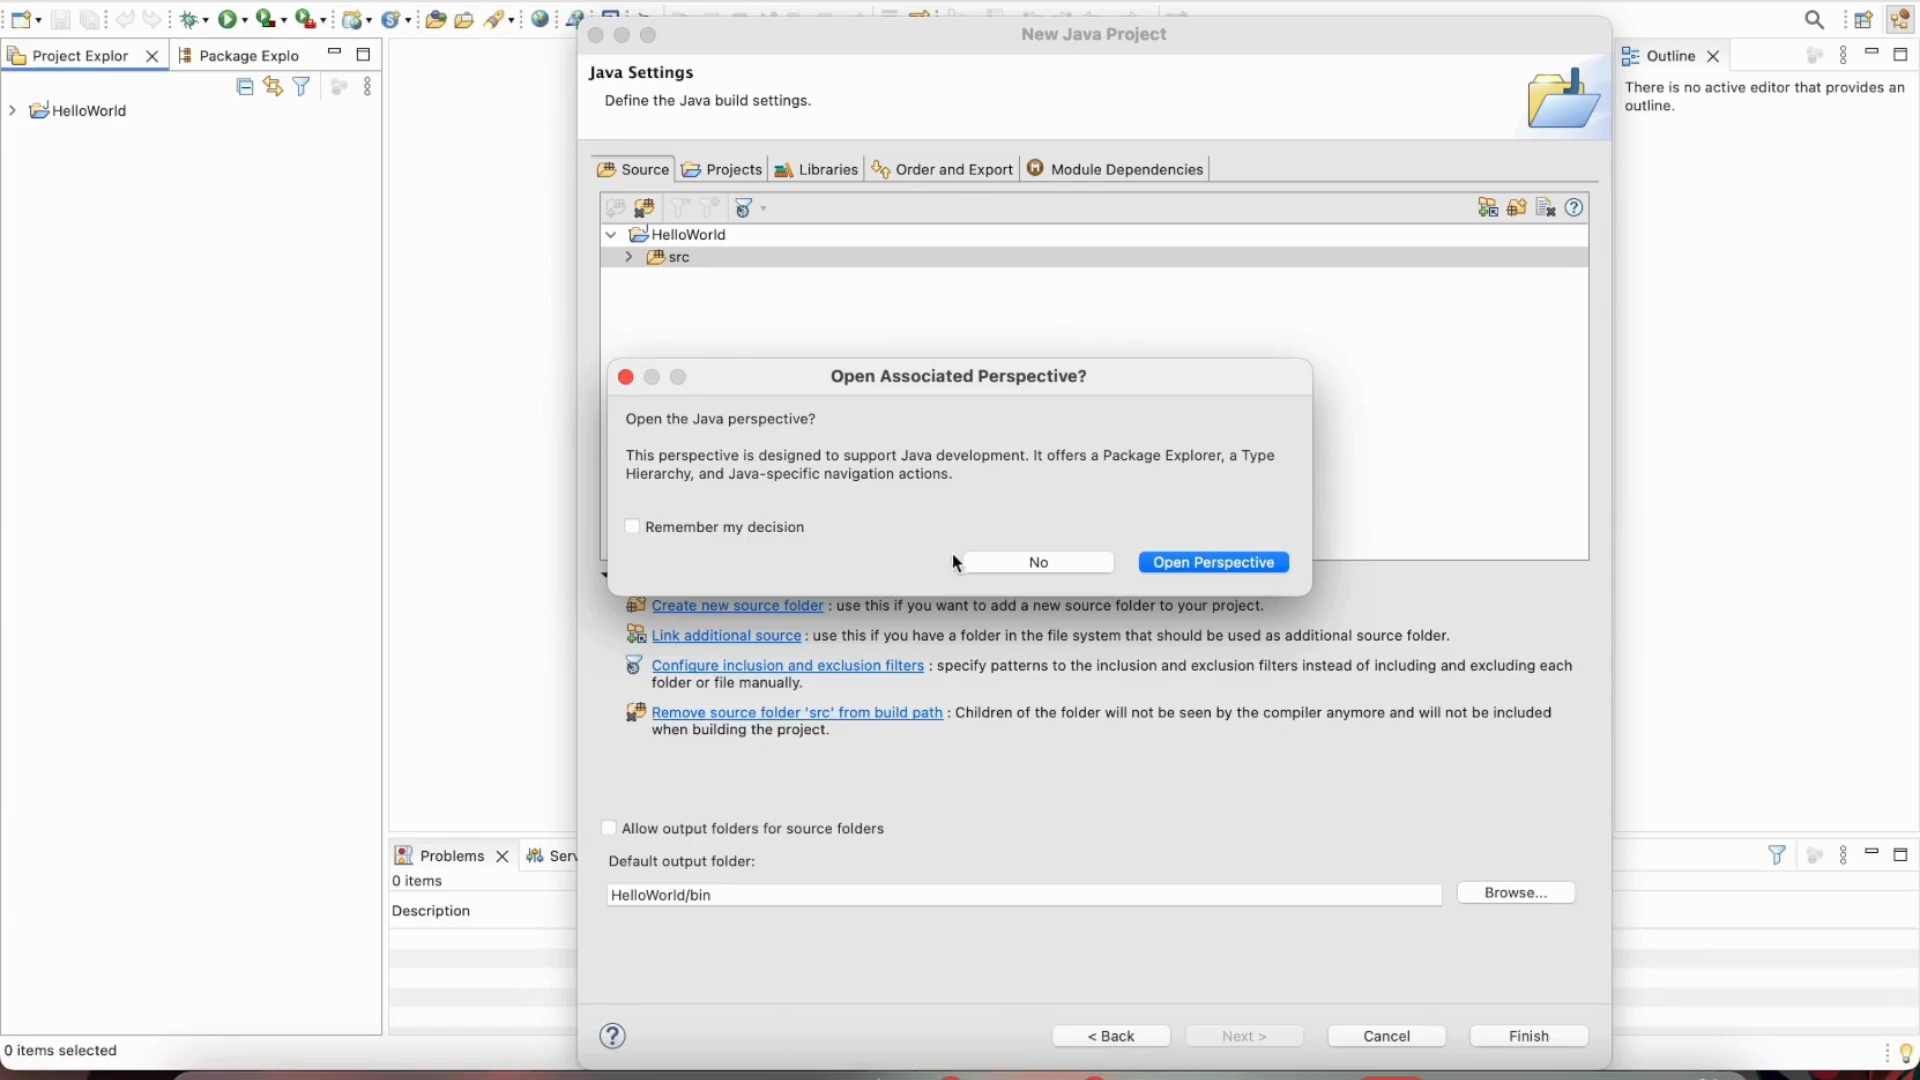 New Java Project
Project Explor
Package Explo
HelloWorld
Java Settings
Define the Java build settings.
Source
Projects
Libraries
Order and Export
Module Dependencies
HelloWorld
src
Open Associated Perspective?
Open the Java perspective?
This perspective is designed to support Java development. It offers a Package Explorer, a Type
Hierarchy, and Java-specific navigation actions.
Remember my decision
No
Open Perspective
Create new source folder : use this if you want to add a new source folder to your project.
Link additional source : use this if you have a folder in the file system that should be used as additional source folder.
Configure inclusion and exclusion filters : specify patterns to the inclusion and exclusion filters instead of including and excluding each
folder or file manually.
Remove source folder 'src' from build path : Children of the folder will not be seen by the compiler anymore and will not be included
when building the project.
Allow output folders for source folders
Default output folder:
HelloWorld/bin
Browse...
< Back
Next >
Cancel
Finish
Outline
There is no active editor that provides an
outline.
Problems
Serv
0 items
Description
0 items selected